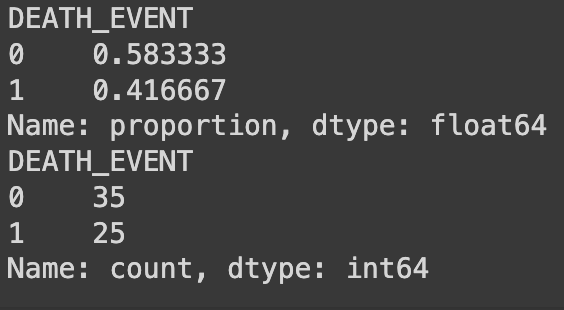 DEATH_EVENT
0    0.583333
1    0.416667
Name: proportion, dtype: float64
DEATH_EVENT
0    35
1    25
Name: count, dtype: int64